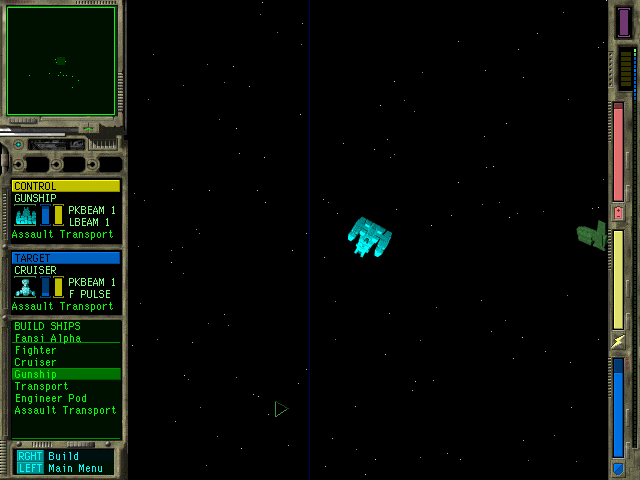 CONTROL
GUNSHIP
PKBEAM 1
LBEAM 1
Assault Transport
TARGET
CRUISER
PKBEAM 1
F PULSE
Assault Transport
BUILD SHIPS
Fansi Alpha
Fighter
Cruiser
Gunship
Transport
Engineer Pod
Assault Transport
RGHT Build
LEFT Main Menu